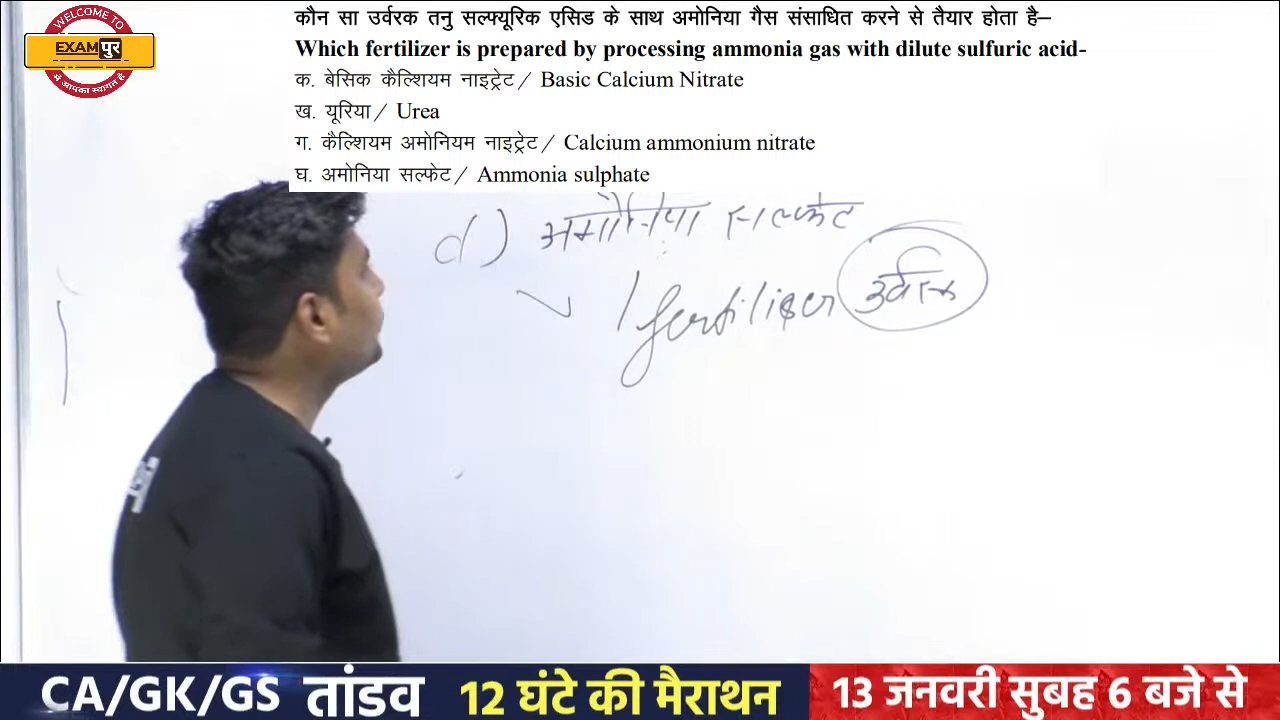 WELCOME TO
EXAMपुर
में आपका स्वागत है
कौन सा उर्वरक तनु सल्फ्यूरिक एसिड के साथ अमोनिया गैस संसाधित करने से तैयार होता है–
Which fertilizer is prepared by processing ammonia gas with dilute sulfuric acid-
क. बेसिक कैल्शियम नाइट्रेट / Basic Calcium Nitrate
ख. यूरिया / Urea
ग. कैल्शियम अमोनियम नाइट्रेट / Calcium ammonium nitrate
घ. अमोनिया सल्फेट / Ammonia sulphate
d) अमोनिया सल्फेट
fertiliser उर्वरक
CA/GK/GS तांडव 12 घंटे की मैराथन 13 जनवरी सुबह 6 बजे से